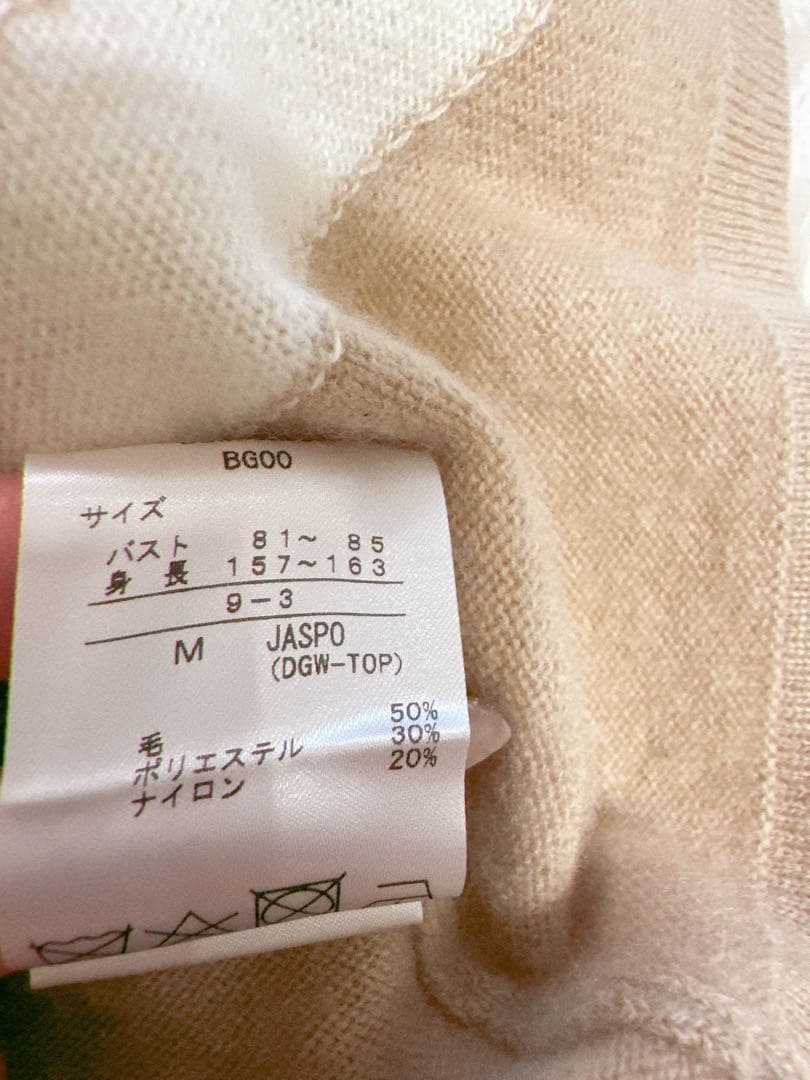 BG00
サイズ
バスト 81～ 85
身長 157～163
9-3
M JASPO
(DGW-TOP)
毛 50%
ポリエステル 30%
ナイロン 20%